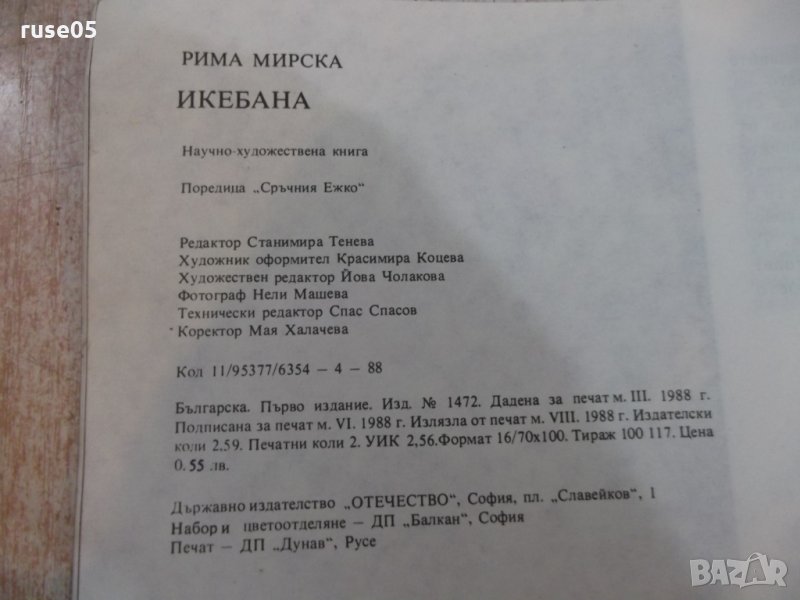 ruse05
РИМА МИРСКА
ИКЕБАНА
Научно-художествена книга
Поредица „Сръчния Ежко“
Редактор Станимира Тенева
Художник оформител Красимира Коцева
Художествен редактор Йова Чолакова
Фотограф Нели Машева
Технически редактор Спас Спасов
Коректор Мая Халачева
Код 11/95377/6354 — 4 — 88
Българска. Първо издание. Изд. № 1472. Дадена за печат м. III. 1988 г.
Подписана за печат м. VI. 1988 г. Излязла от печат м. VIII. 1988 г. Издателски
коли 2,59. Печатни коли 2. УИК 2,56.Формат 16/70x100. Тираж 100 117. Цена
0.55 лв.
Държавно издателство „ОТЕЧЕСТВО“, София, пл. „Славейков“, 1
Набор и цветоотделяне — ДП „Балкан“, София
Печат — ДП „Дунав“, Русе
BAZAR